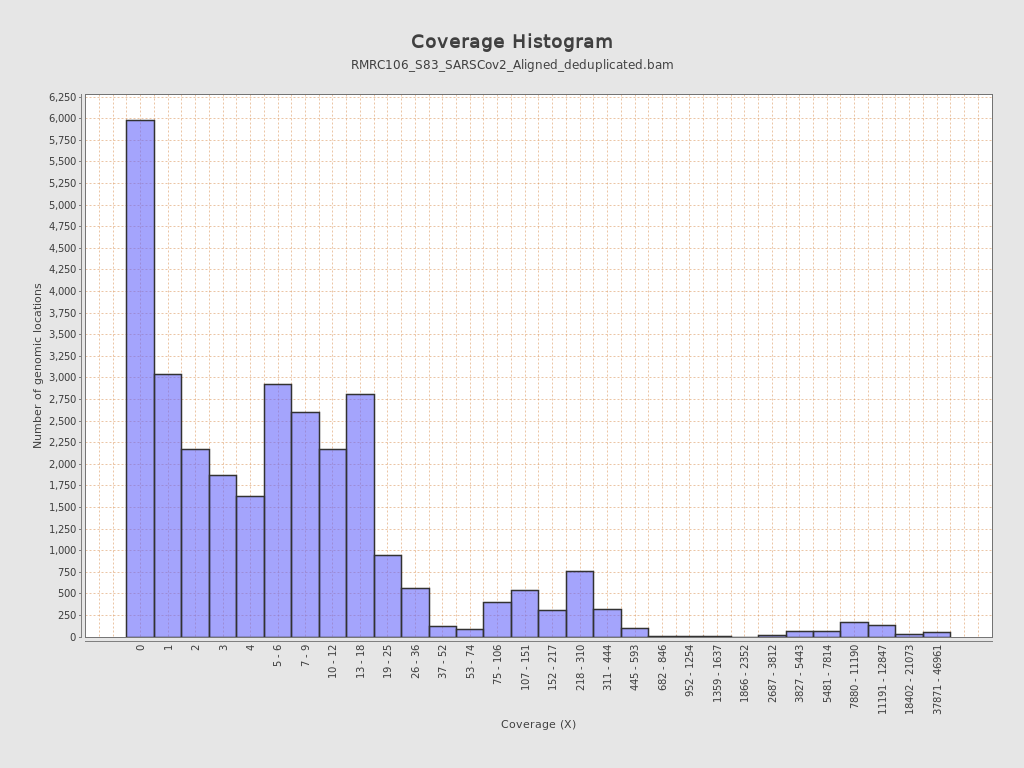 Coverage Histogram
RMRC106_S83_SARSCov2_Aligned_deduplicated.bam
Number of genomic locations
6,250
6,000
5,750
5,500
5,250
5,000
4,750
4,500
4,250
4,000
3,750
3,500
3,250
3,000
2,750
2,500
2,250
2,000
1,750
1,500
1,250
1,000
750
500
250
0
0
1
2
3
4
5 - 6
7 - 9
10 - 12
13 - 18
19 - 25
26 - 36
37 - 52
53 - 74
75 - 106
107 - 151
152 - 217
218 - 310
311 - 444
445 - 593
682 - 846
952 - 1254
1359 - 1637
1866 - 2352
2687 - 3812
3827 - 5443
5481 - 7814
7880 - 11190
11191 - 12847
18402 - 21073
37871 - 46961
Coverage (X)